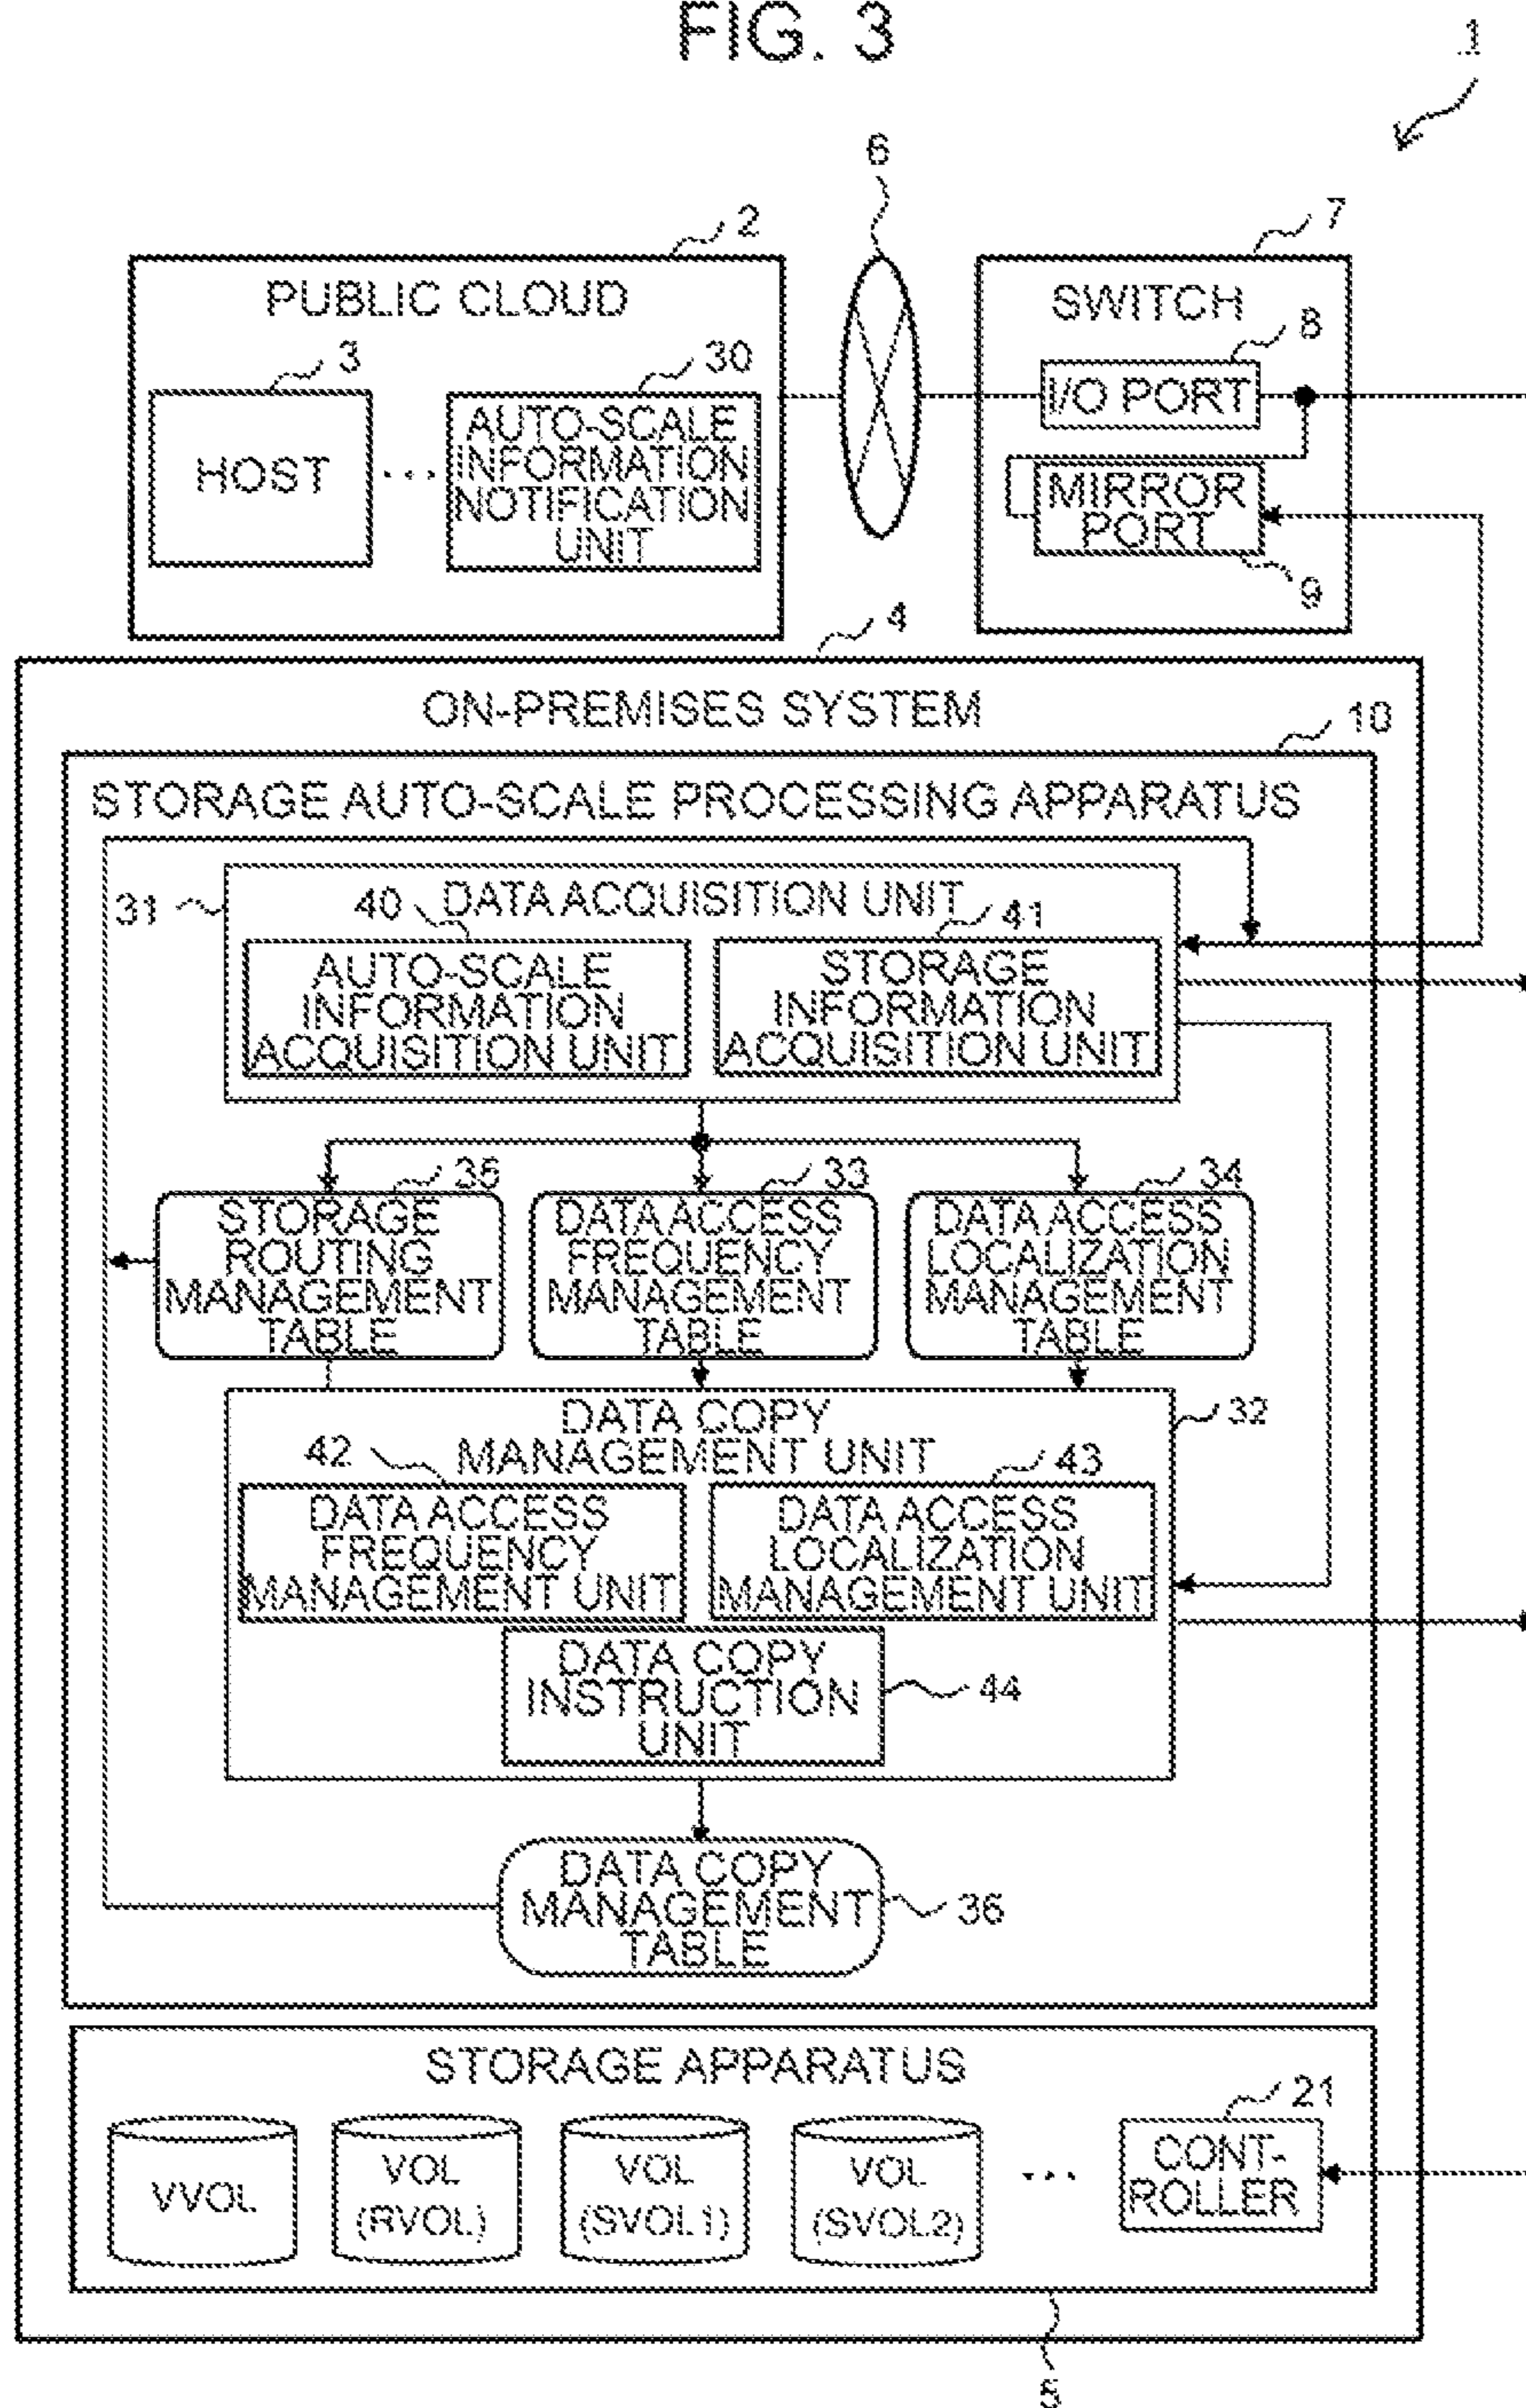 FIG. 3
1
6
2
7
PUBLIC CLOUD
SWITCH
8
3
30
I/O PORT
HOST
...
AUTO-SCALE
INFORMATION
NOTIFICATION
UNIT
MIRROR
PORT
9
4
ON-PREMISES SYSTEM
10
STORAGE AUTO-SCALE PROCESSING APPARATUS
31
40
DATA ACQUISITION UNIT
41
AUTO-SCALE
INFORMATION
ACQUISITION UNIT
STORAGE
INFORMATION
ACQUISITION UNIT
35
33
34
STORAGE
ROUTING
MANAGEMENT
TABLE
DATA ACCESS
FREQUENCY
MANAGEMENT
TABLE
DATA ACCESS
LOCALIZATION
MANAGEMENT
TABLE
DATA COPY
MANAGEMENT UNIT
32
42
43
DATA ACCESS
FREQUENCY
MANAGEMENT UNIT
DATA ACCESS
LOCALIZATION
MANAGEMENT UNIT
DATA COPY
INSTRUCTION
UNIT
44
DATA COPY
MANAGEMENT
TABLE
36
STORAGE APPARATUS
21
VVOL
VOL
(RVOL)
VOL
(SVOL1)
VOL
(SVOL2)
...
CONT-
ROLLER
5